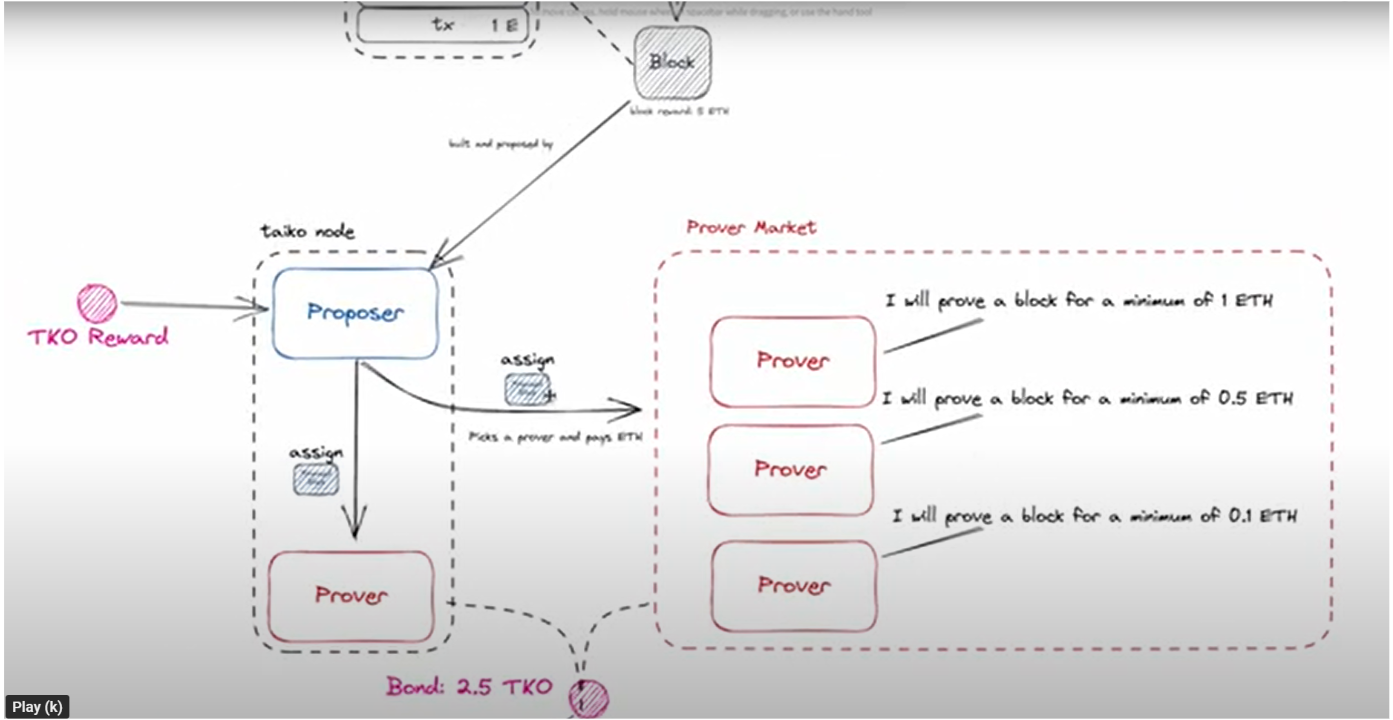 to move canvas, hold mouse wheel or spacebar while dragging, or use the hand tool
tx 1 E
Block
block reward: 5 ETH
built and proposed by
taiko node
Prover Market
Proposer
TKO Reward
I will prove a block for a minimum of 1 ETH
Prover
assign
Picks a prover and pays ETH
I will prove a block for a minimum of 0.5 ETH
Prover
assign
I will prove a block for a minimum of 0.1 ETH
Prover
Prover
Bond: 2.5 TKO
Play (k)